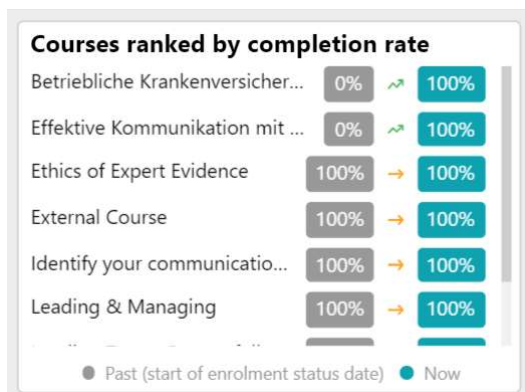 Courses ranked by completion rate
Betriebliche Krankenversicher... 0% 100%
Effektive Kommunikation mit ... 0% 100%
Ethics of Expert Evidence 100% → 100%
External Course 100% → 100%
Identify your communicatio... 100% → 100%
Leading & Managing 100% → 100%
Past (start of enrolment status date) Now